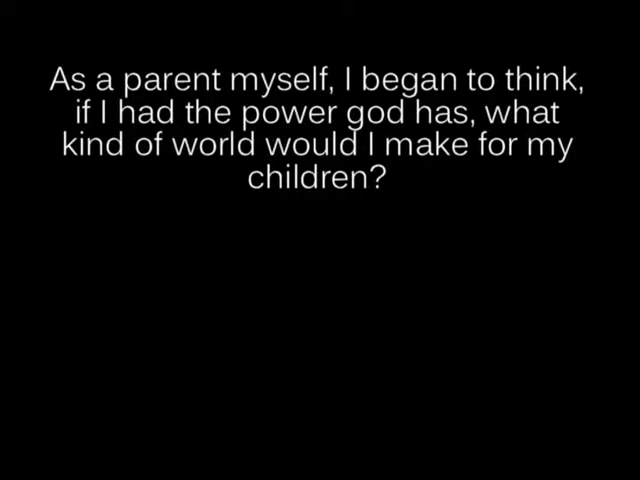 As a parent myself, I began to think,
if I had the power god has, what
kind of world would I make for my
children?